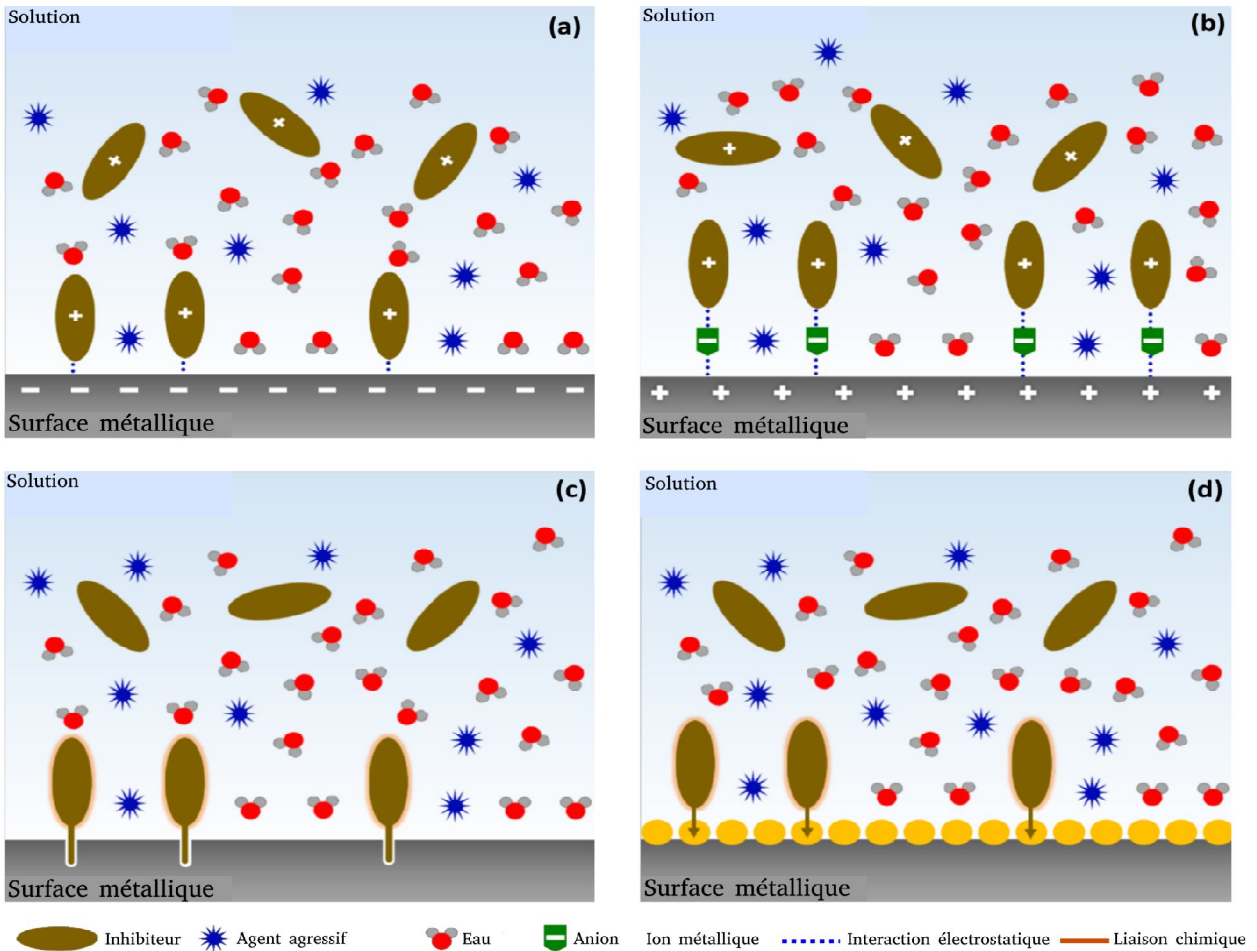 Solution
(a)
Surface métallique
Solution
(b)
Surface métallique
Solution
(c)
Surface métallique
Solution
(d)
Surface métallique
Inhibiteur Agent agressif Eau Anion Ion métallique Interaction électrostatique Liaison chimique